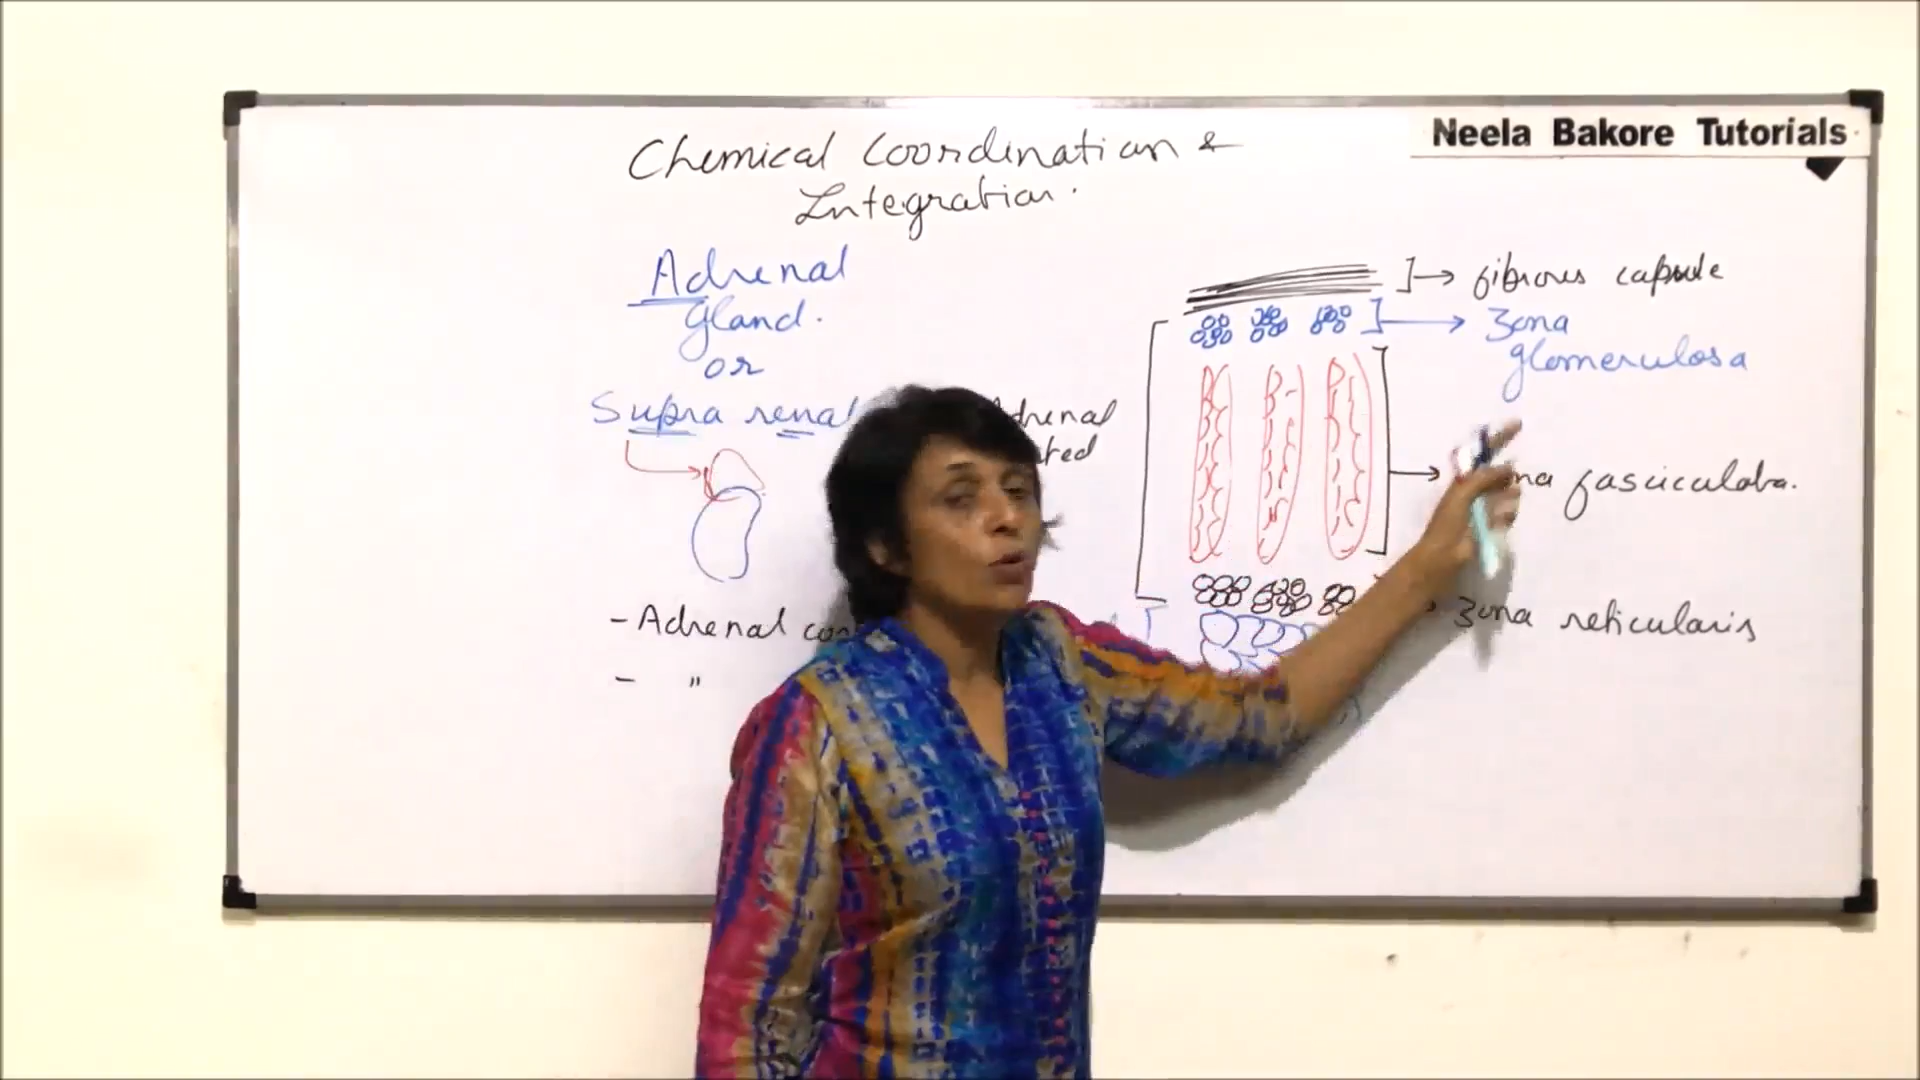 Neela Bakore Tutorials
Chemical Coordination &
Integration.
Adrenal
Gland.
or
Supra renal
- Adrenal
- "
fibrous capsule
Zona
glomerulosa
fasciculata.
Zona reticularis